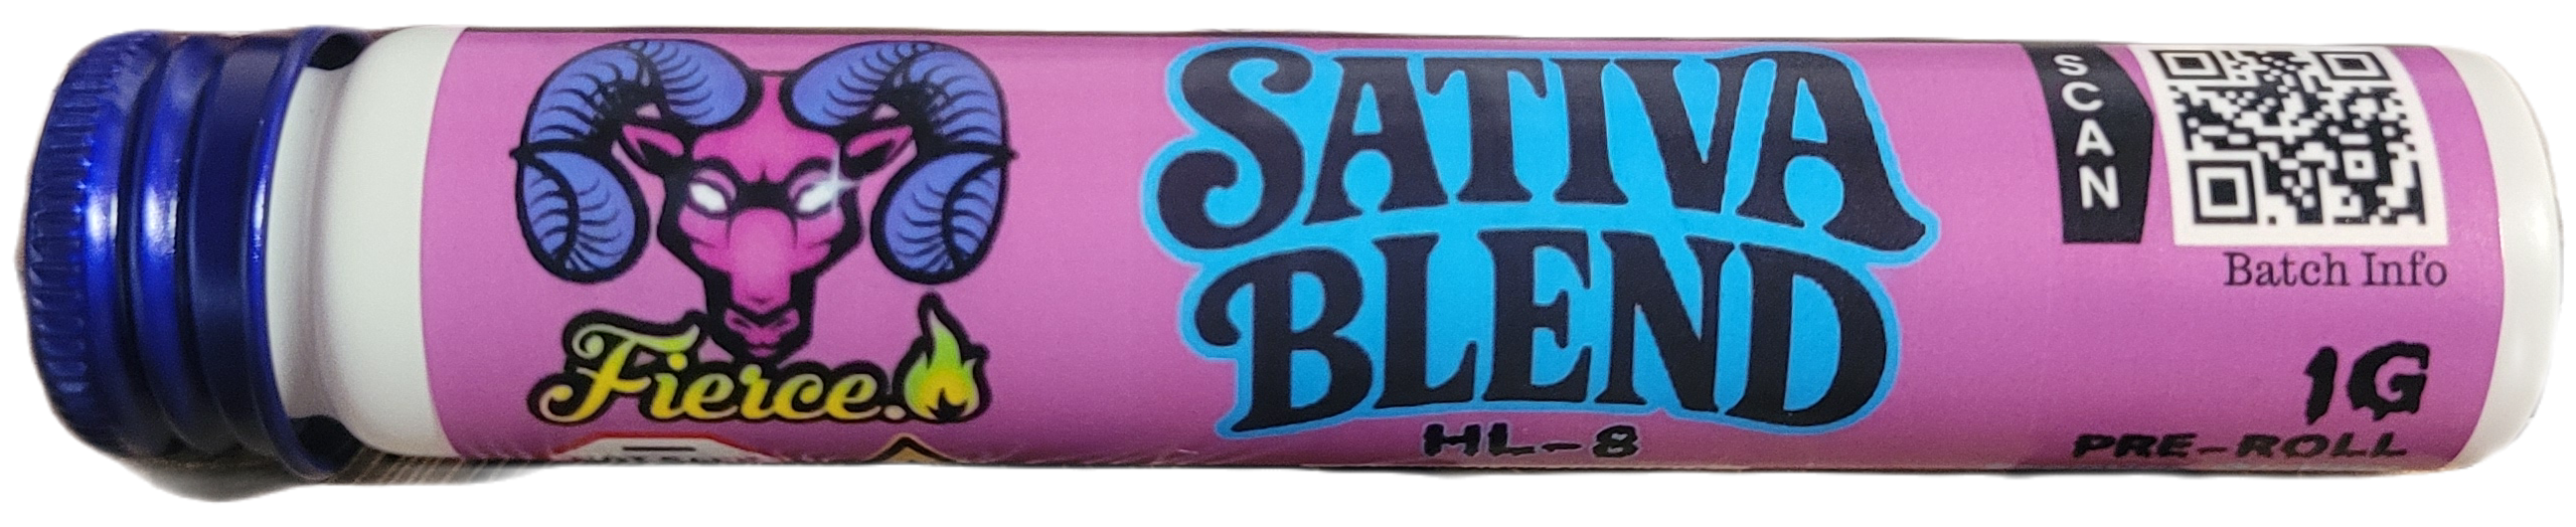 Fierce.
SATIVA
BLEND
HL-8
SCAN
Batch Info
1G
PRE-ROLL